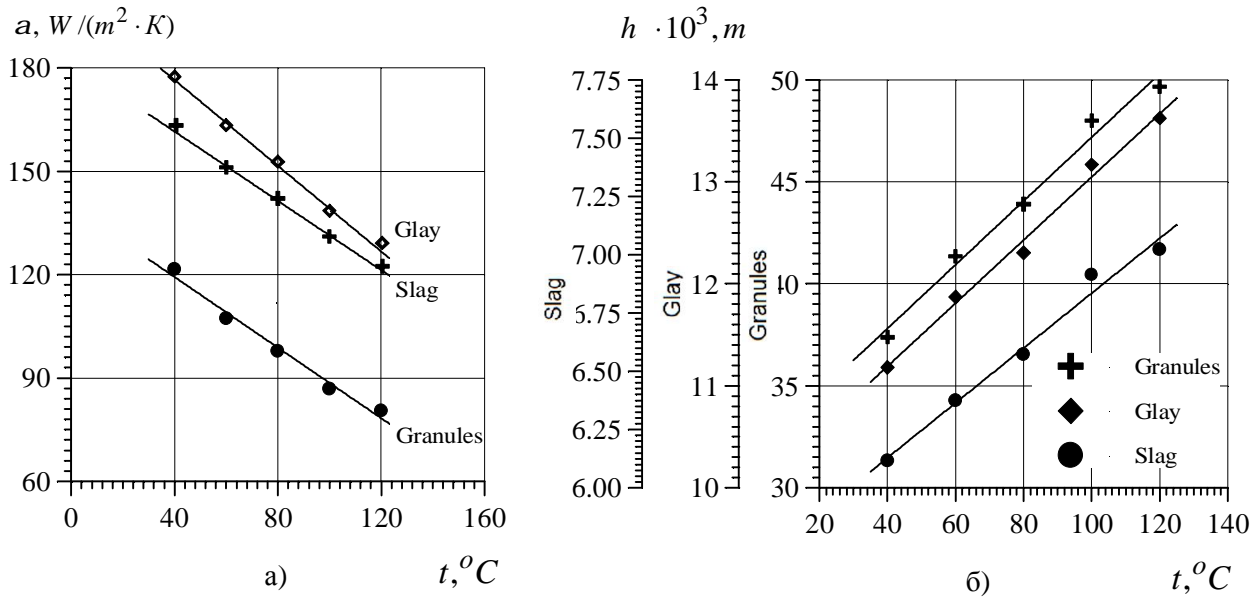 a, W/(m² · K)
180
150
120
90
60
0
40
80
120
160
Glay
Slag
Granules
а)
t,°C
h ·10³, m
Slag
7.75
7.50
7.25
7.00
6.75
6.50
6.25
6.00
Glay
14
13
12
11
10
Granules
50
45
40
35
30
20
40
60
80
100
120
140
Granules
Glay
Slag
б)
t,°C